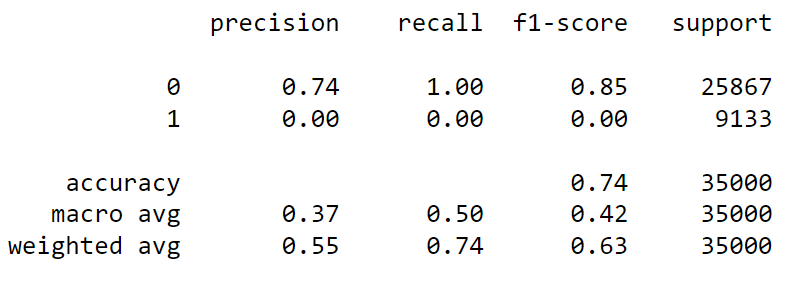 precision recall f1-score support
0 0.74 1.00 0.85 25867
1 0.00 0.00 0.00 9133
accuracy 0.74 35000
macro avg 0.37 0.50 0.42 35000
weighted avg 0.55 0.74 0.63 35000